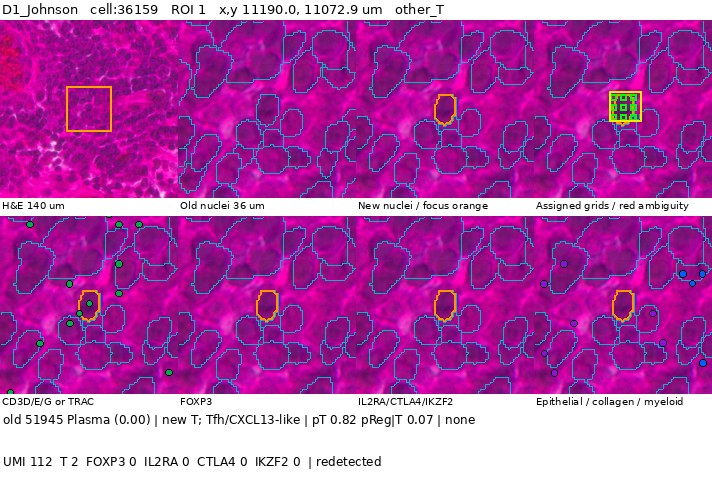 D1_Johnson   cell:36159   ROI 1   x,y 11190.0, 11072.9 um   other_T
H&E 140 um
Old nuclei 36 um
New nuclei / focus orange
Assigned grids / red ambiguity
CD3D/E/G or TRAC
FOXP3
IL2RA/CTLA4/IKZF2
Epithelial / collagen / myeloid
old 51945 Plasma (0.00) | new T; Tfh/CXCL13-like | pT 0.82 pReg|T 0.07 | none
UMI 112  T 2  FOXP3 0  IL2RA 0  CTLA4 0  IKZF2 0  | redetected